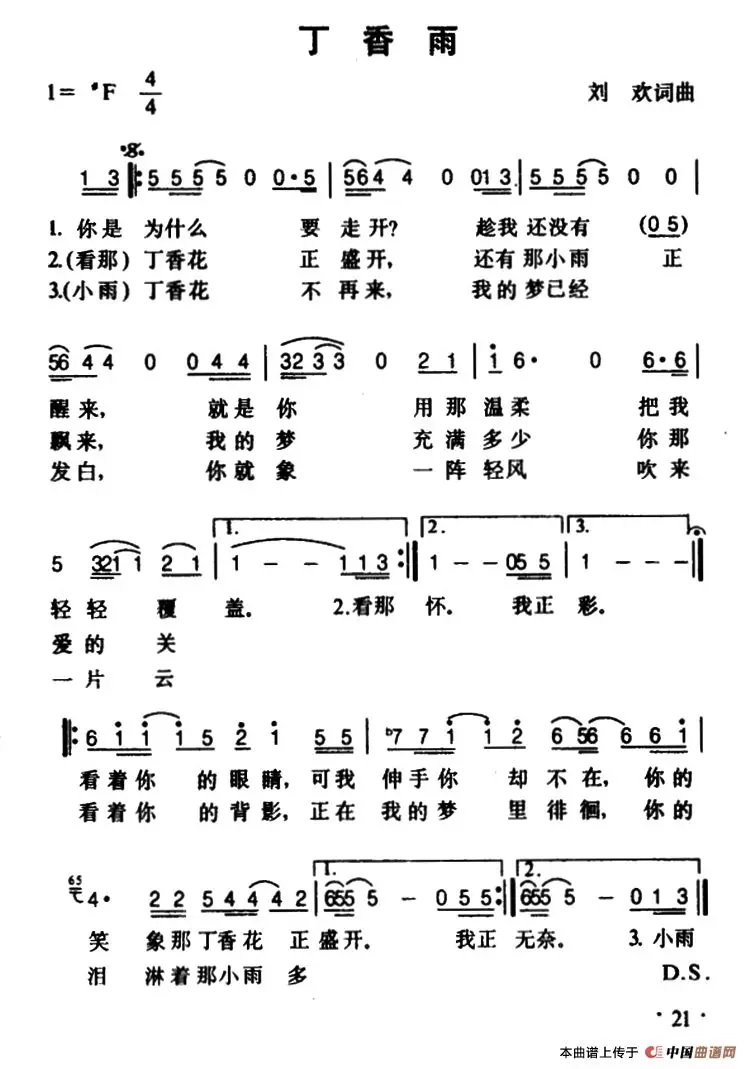 丁香雨
1= #F 4/4 刘 欢词曲
1 3 5 5 5 5 5 0 0·5 56 4 4 0 01 3. 5 5 5 5 5 0 0
1. 你是 为什么 要 走 开? 趁我 还没有 (0 5)
2.(看那) 丁香花 正 盛 开, 还有 那小雨 正
3.(小雨) 丁香花 不 再 来, 我的 梦已经
56 4 4 0 0 4 4 32 3 3 0 2 1 1 6· 0 6·6
醒来, 就是 你 用那 温柔 把我
飘来, 我的 梦 充满 多少 你那
发白, 你就 象 一阵 轻风 吹来
1. 2. 3.
5 321 1 2 1 1 - - 1 1 3 1 - - 05 5 1 - - -
轻轻 覆 盖. 2.看那 怀. 我正 彩.
爱的 关
一片 云
6 1 1 1 5 2 1 5 5 b7 7 1 1 2 6 56 6 6 1
看着你 的眼睛, 可我 伸手你 却不在, 你的
看着你 的背影, 正在 我的梦 里徘徊, 你的
1. 2.
65 4· 2 2 5 4 4 4 2 6555 5 - 0 5 5 6555 5 - 0 1 3
笑 象那丁香花 正盛开. 我正 无奈. 3. 小雨
泪 淋着那小雨 多 D.S.
· 21 ·
本曲谱上传于 中国曲谱网